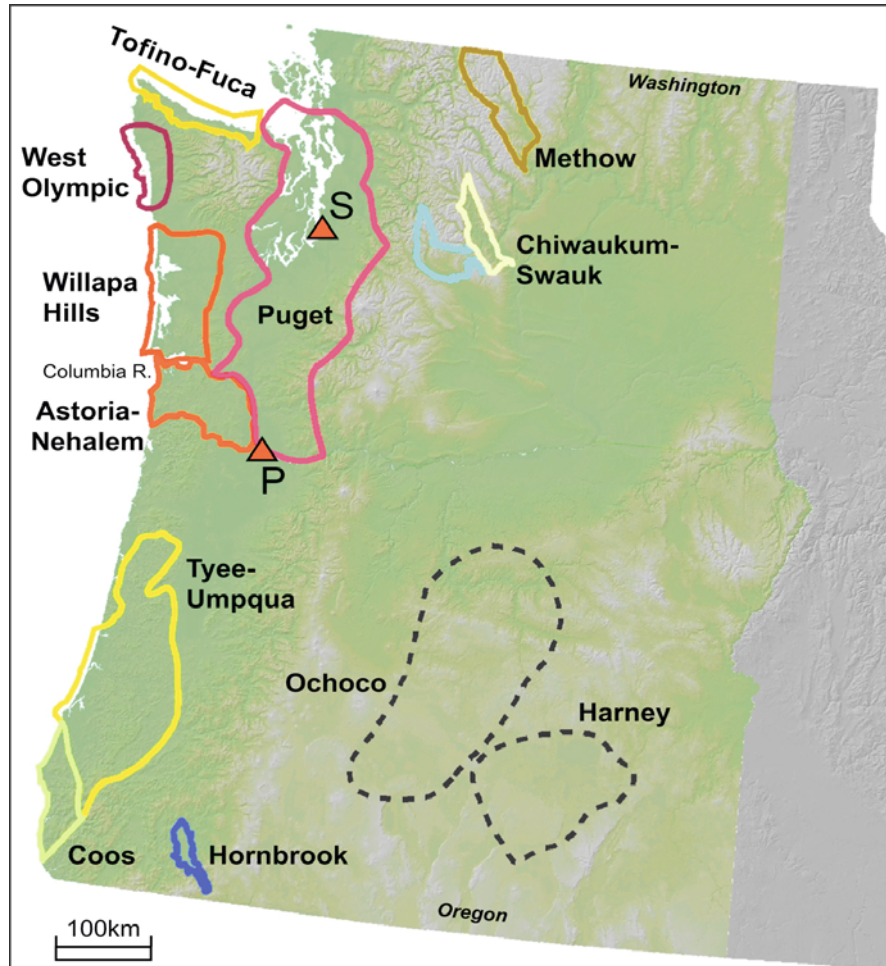 Tofino-Fuca
Washington
West
Olympic
Methow
S
Chiwaukum-
Swauk
Willapa
Hills
Puget
Columbia R.
Astoria-
Nehalem
P
Tyee-
Umpqua
Ochoco
Harney
Coos
Hornbrook
Oregon
100km